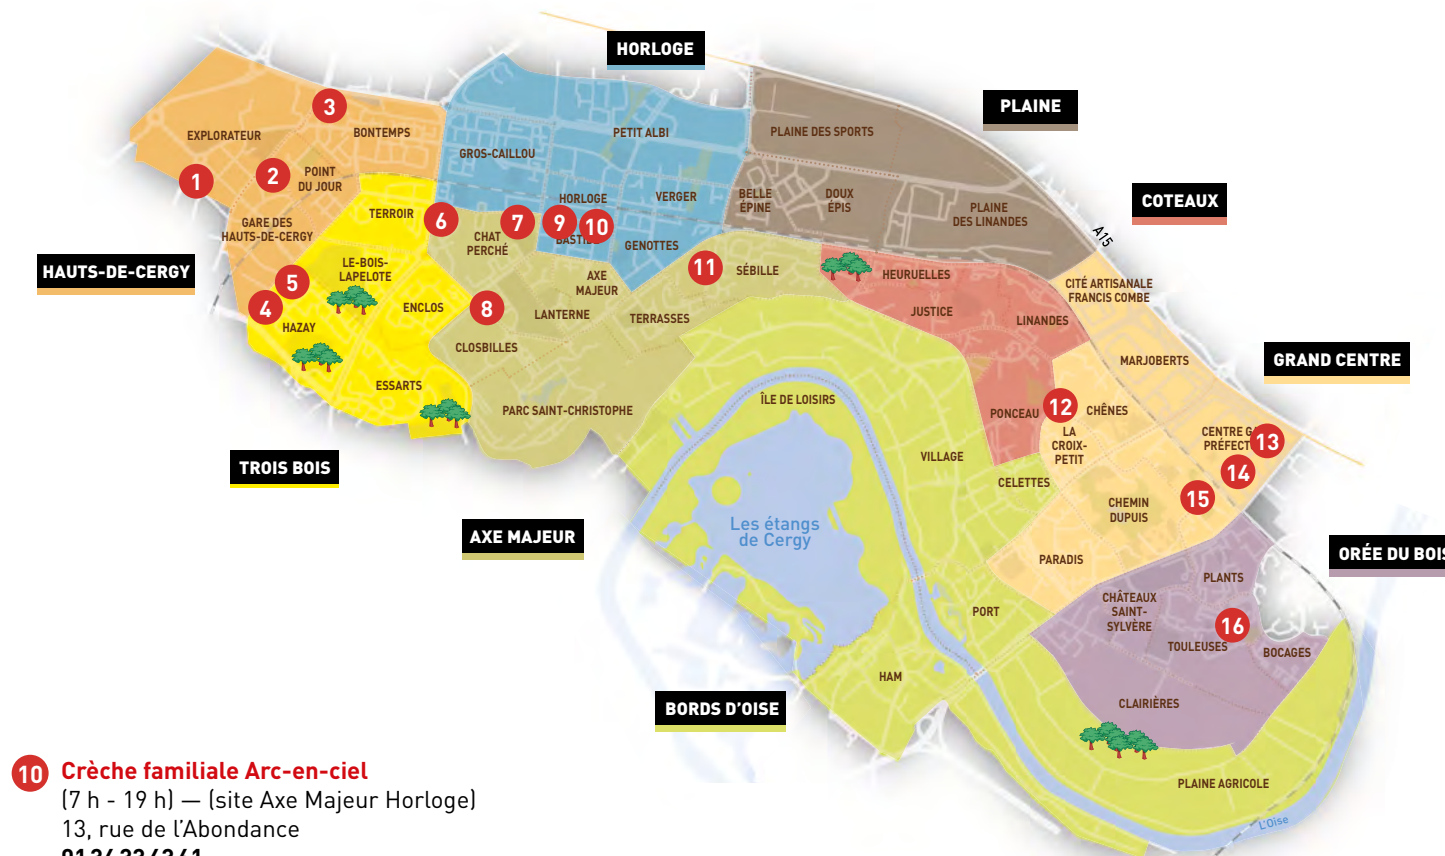 HORLOGE
PLAINE
COTEAUX
HAUTS-DE-CERGY
GRAND CENTRE
TROIS BOIS
AXE MAJEUR
BORDS D'OISE
3
EXPLORATEUR
BONTEMPS
1
2
POINT
DU JOUR
GARE DES
HAUTS-DE-CERGY
GROS-CAILLOU
PETIT ALBI
HORLOGE
VERGER
9
10
GENOTTES
PLAINE DES SPORTS
BELLE
ÉPINE
DOUX
ÉPIS
PLAINE
DES LINANDES
A15
TERROIR
6
LE-BOIS-
LAPELOTE
5
4
HAZAY
ENCLOS
ESSARTS
CHAT
PERCHÉ
7
8
CLOSBILLES
LANTERNE
AXE
MAJEUR
TERRASSES
11
SÉBILLE
PARC SAINT-CHRISTOPHE
HEURUELLES
JUSTICE
LINANDES
PONCEAU
12
CITÉ ARTISANALE
FRANCIS COMBE
MARJOBERTS
CHÊNES
LA
CROIX-
PETIT
CENTRE
13
14
15
CHEMIN
DUPUIS
PARADIS
ÎLE DE LOISIRS
VILLAGE
CELETTES
Les étangs
de Cergy
PORT
HAM
ORÉE DU BOIS
PLANTS
CHÂTEAUX
SAINT-
SYLVÈRE
16
TOULEUSES
BOCAGES
CLAIRIÈRES
PLAINE AGRICOLE
L'Oise
10 Crèche familiale Arc-en-ciel
(7 h - 19 h) — (site Axe Majeur Horloge)
13, rue de l'Abondance